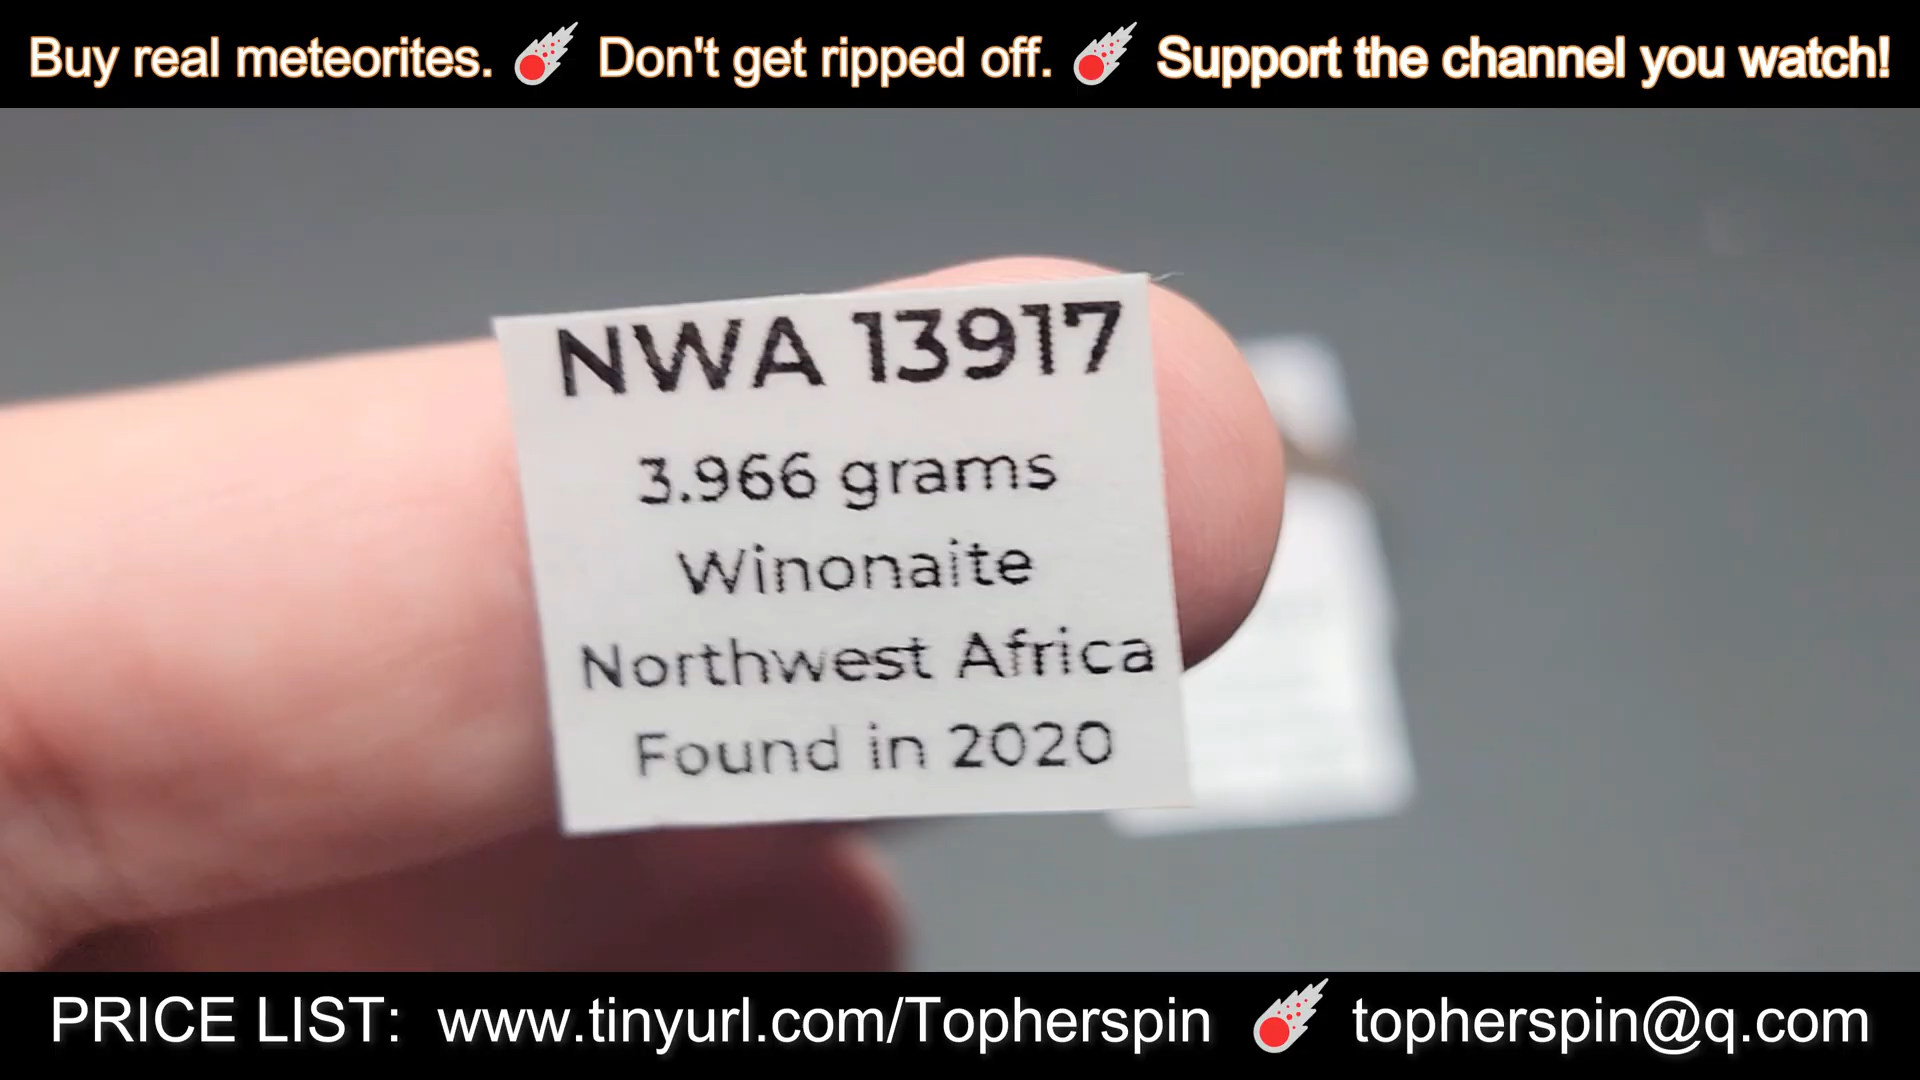 Buy real meteorites. Don't get ripped off. Support the channel you watch!
NWA 13917
3.966 grams
Winonaite
Northwest Africa
Found in 2020
PRICE LIST: www.tinyurl.com/Topherspin topherspin@q.com